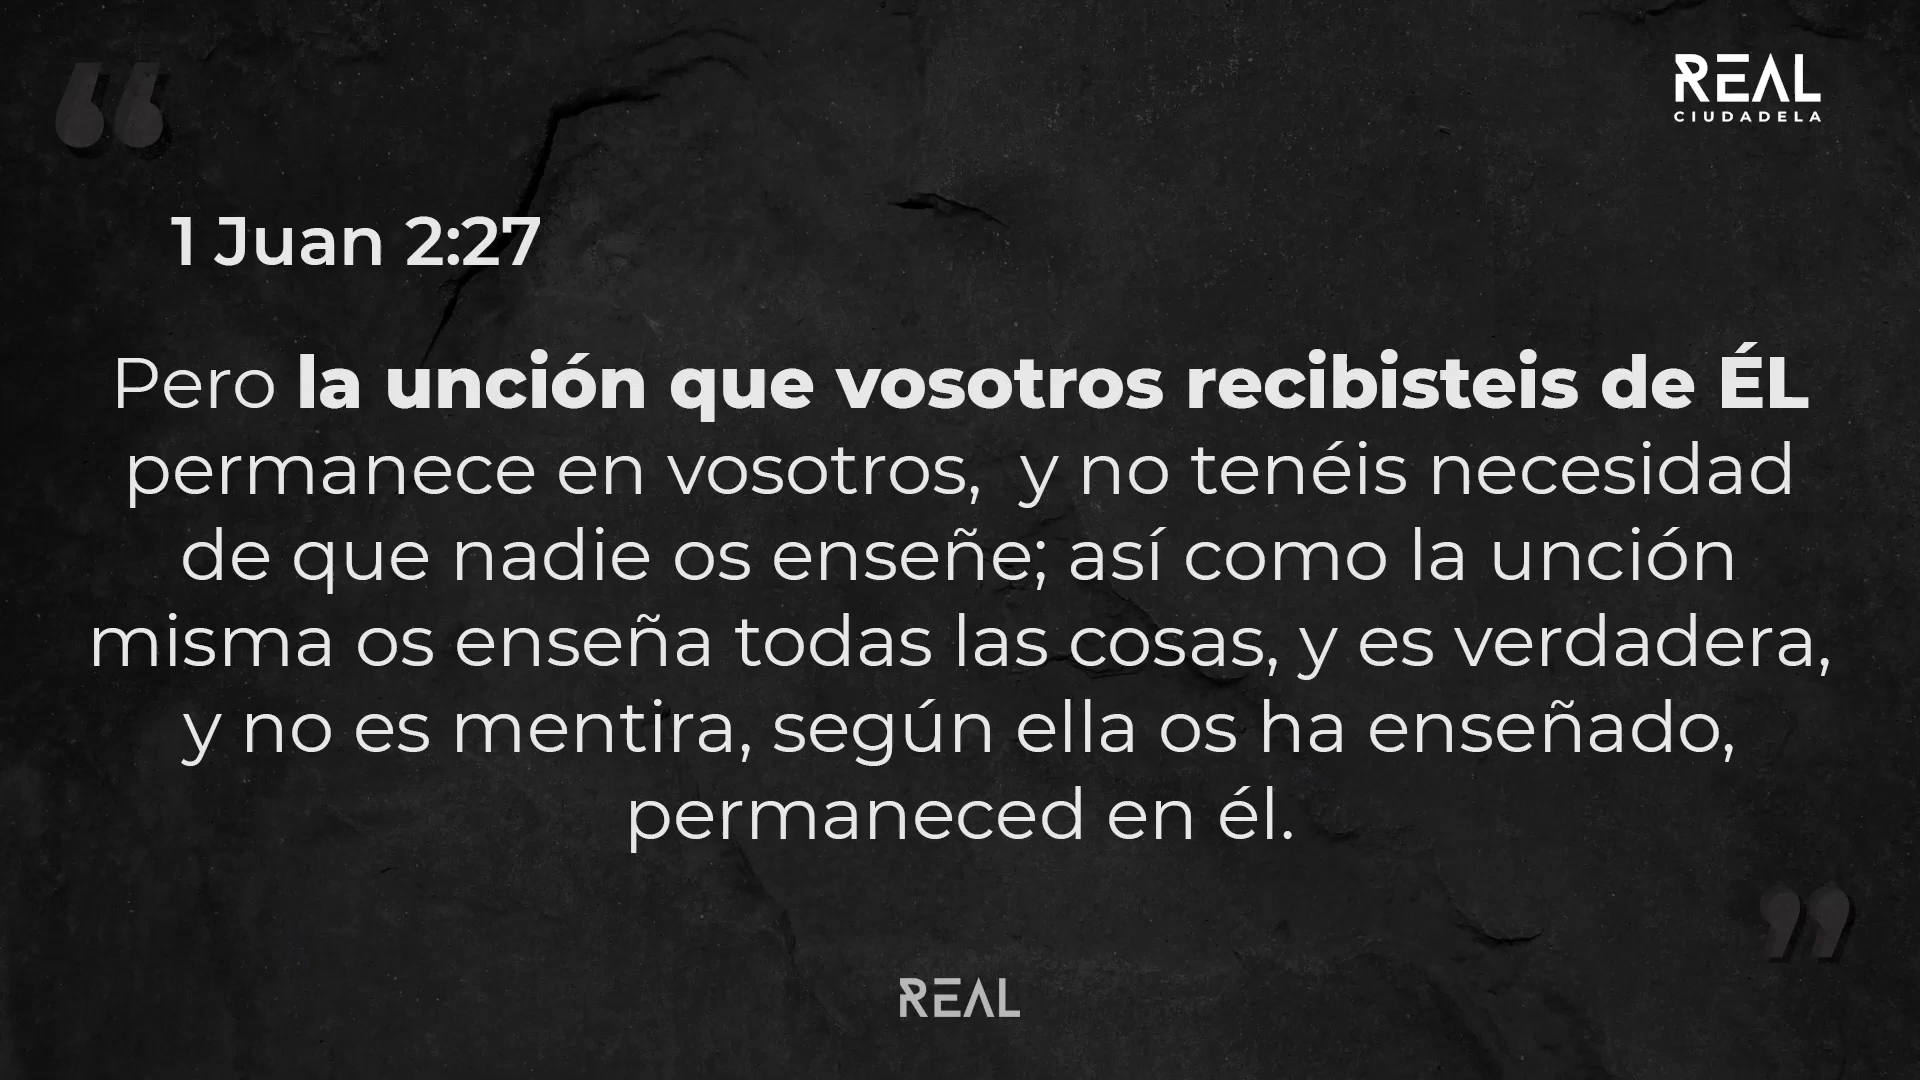 “
REAL
CIUDADELA
1 Juan 2:27
Pero la unción que vosotros recibisteis de ÉL
permanece en vosotros,  y no tenéis necesidad
de que nadie os enseñe; así como la unción
misma os enseña todas las cosas, y es verdadera,
y no es mentira, según ella os ha enseñado,
permaneced en él.
”
REAL